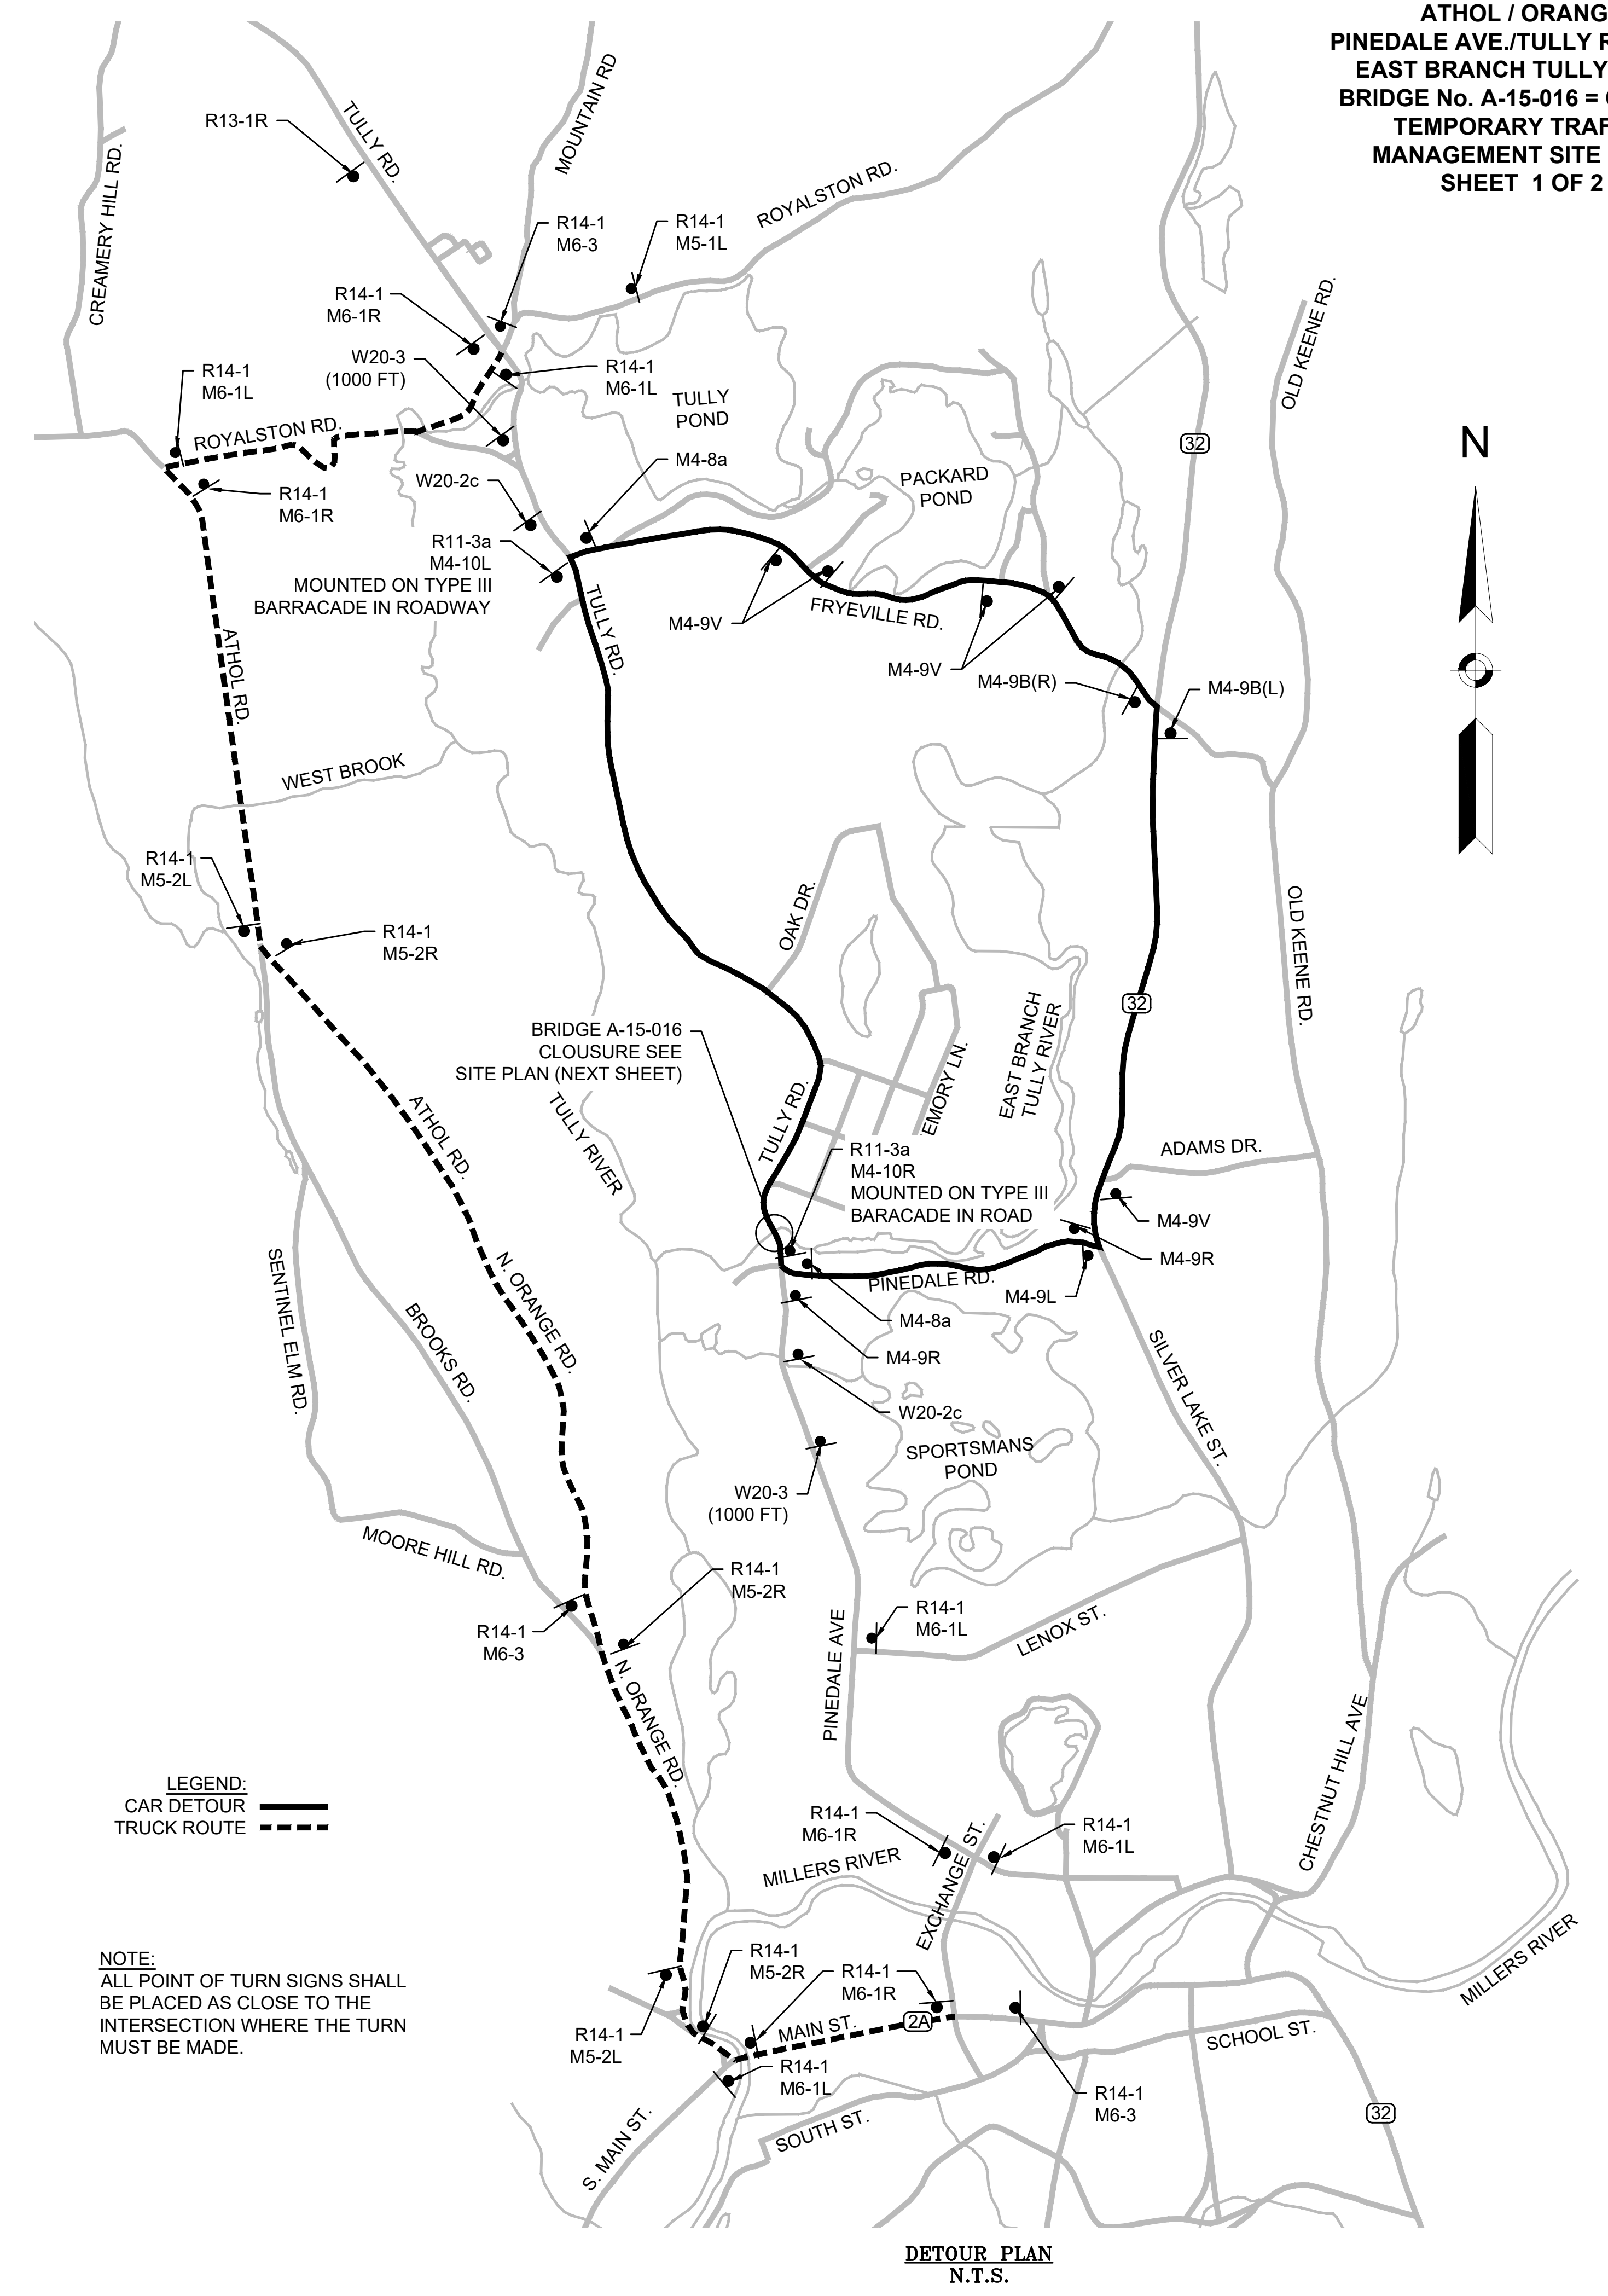 ATHOL / ORANG
PINEDALE AVE./TULLY R
EAST BRANCH TULLY
BRIDGE No. A-15-016 =
TEMPORARY TRAF
MANAGEMENT SITE
SHEET 1 OF 2
R13-1R
TULLY RD.
MOUNTAIN RD
CREAMERY HILL RD.
ROYALSTON RD.
R14-1
M6-3
R14-1
M5-1L
R14-1
M6-1R
W20-3
(1000 FT)
R14-1
M6-1L
R14-1
M6-1L
TULLY
POND
OLD KEENE RD.
ROYALSTON RD.
32
N
M4-8a
PACKARD
POND
W20-2c
R14-1
M6-1R
R11-3a
M4-10L
MOUNTED ON TYPE III
BARRACADE IN ROADWAY
TULLY RD.
M4-9V
FRYEVILLE RD.
M4-9V
M4-9B(R)
M4-9B(L)
ATHOL RD.
WEST BROOK
R14-1
M5-2L
R14-1
M5-2R
OAK DR.
OLD KEENE RD.
32
BRIDGE A-15-016
CLOUSURE SEE
SITE PLAN (NEXT SHEET)
EAST BRANCH
TULLY RIVER
EMORY LN.
TULLY RD.
TULLY RIVER
ATHOL RD.
R11-3a
M4-10R
MOUNTED ON TYPE III
BARACADE IN ROAD
ADAMS DR.
M4-9V
M4-9R
PINEDALE RD.
M4-9L
M4-8a
M4-9R
W20-2c
SENTINEL ELM RD.
BROOKS RD.
N. ORANGE RD.
SILVER LAKE ST.
SPORTSMANS
POND
W20-3
(1000 FT)
MOORE HILL RD.
R14-1
M5-2R
R14-1
M6-3
R14-1
M6-1L
LENOX ST.
PINEDALE AVE
N. ORANGE RD.
CHESTNUT HILL AVE
LEGEND:
CAR DETOUR
TRUCK ROUTE
R14-1
M6-1R
R14-1
M6-1L
MILLERS RIVER
EXCHANGE ST.
MILLERS RIVER
NOTE:
ALL POINT OF TURN SIGNS SHALL
BE PLACED AS CLOSE TO THE
INTERSECTION WHERE THE TURN
MUST BE MADE.
R14-1
M5-2R
R14-1
M6-1R
R14-1
M5-2L
MAIN ST.
2A
SCHOOL ST.
R14-1
M6-1L
R14-1
M6-3
32
SOUTH ST.
S. MAIN ST.
DETOUR PLAN
N.T.S.